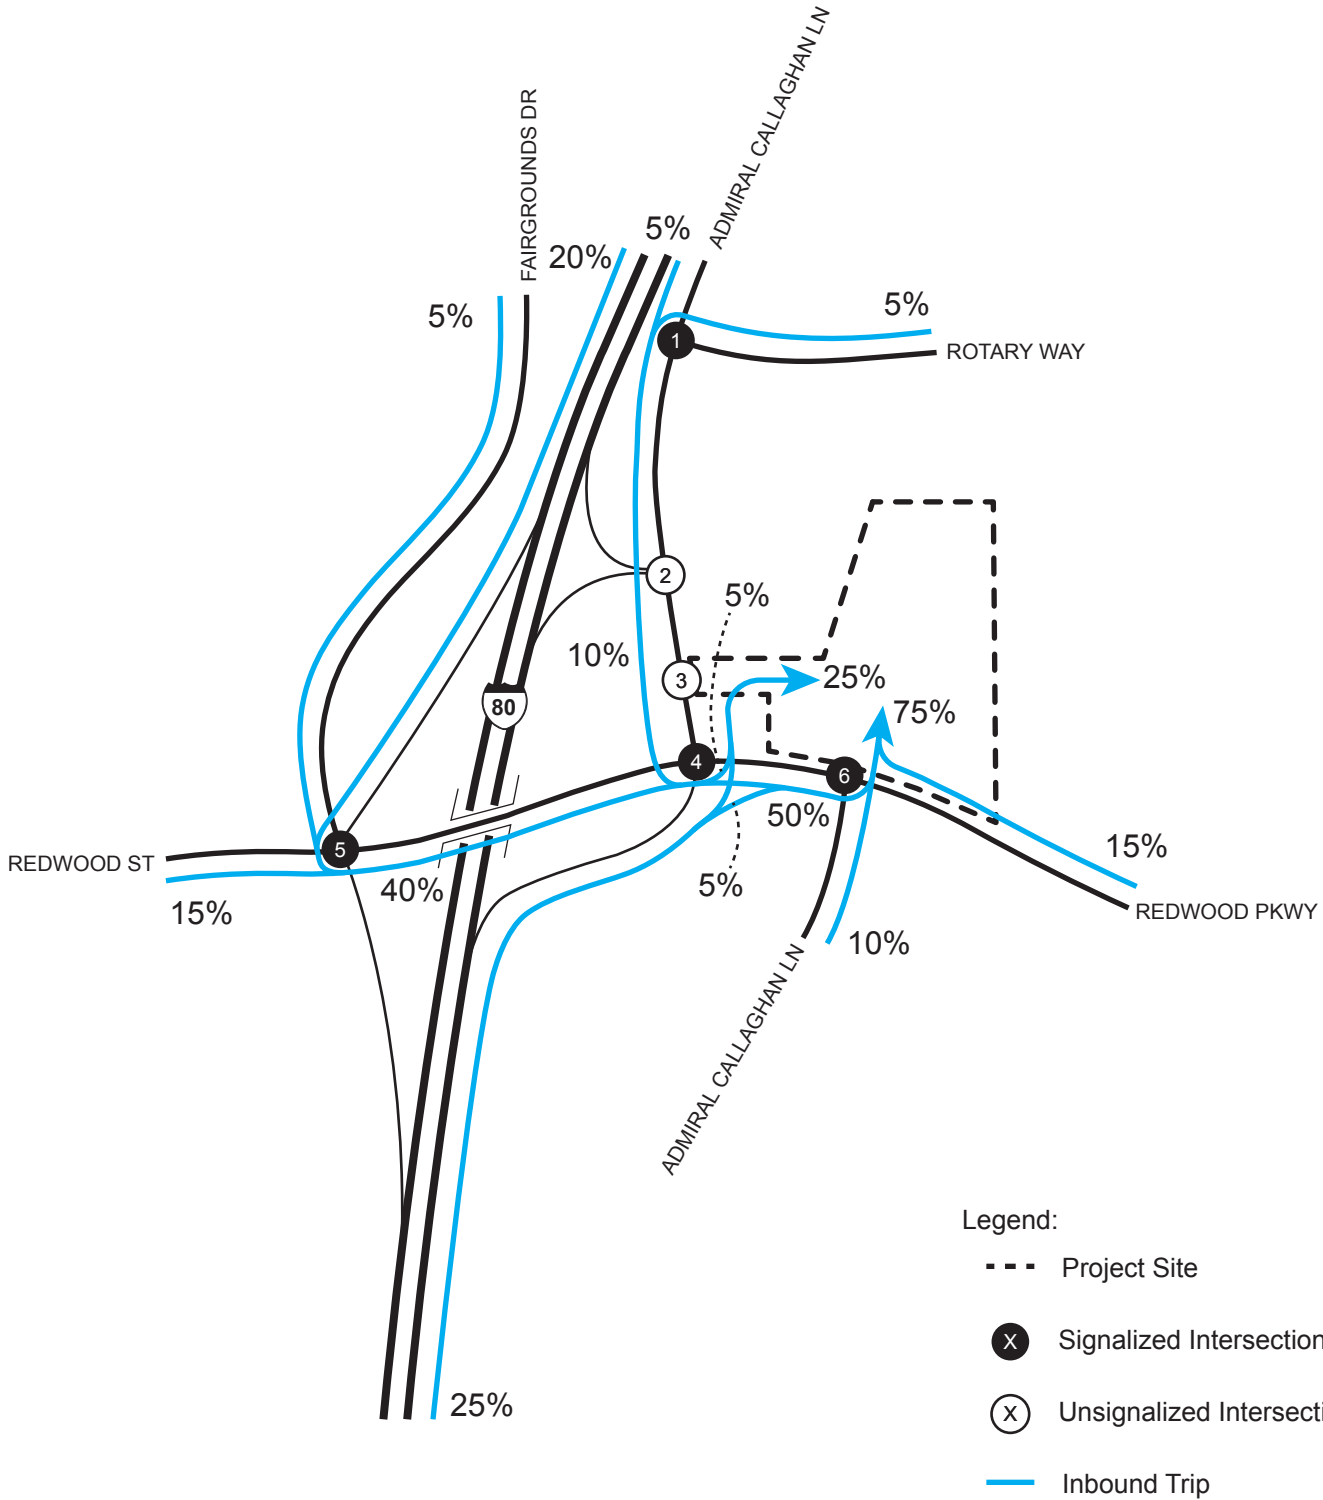 ADMIRAL CALLAGHAN LN
FAIRGROUNDS DR
5%
20%
5%
5%
1
ROTARY WAY
2
5%
10%
3
25%
80
75%
4
6
50%
5
REDWOOD ST
40%
15%
5%
15%
REDWOOD PKWY
10%
ADMIRAL CALLAGHAN LN
25%
Legend:
Project Site
X Signalized Intersection
X Unsignalized Intersecti
Inbound Trip